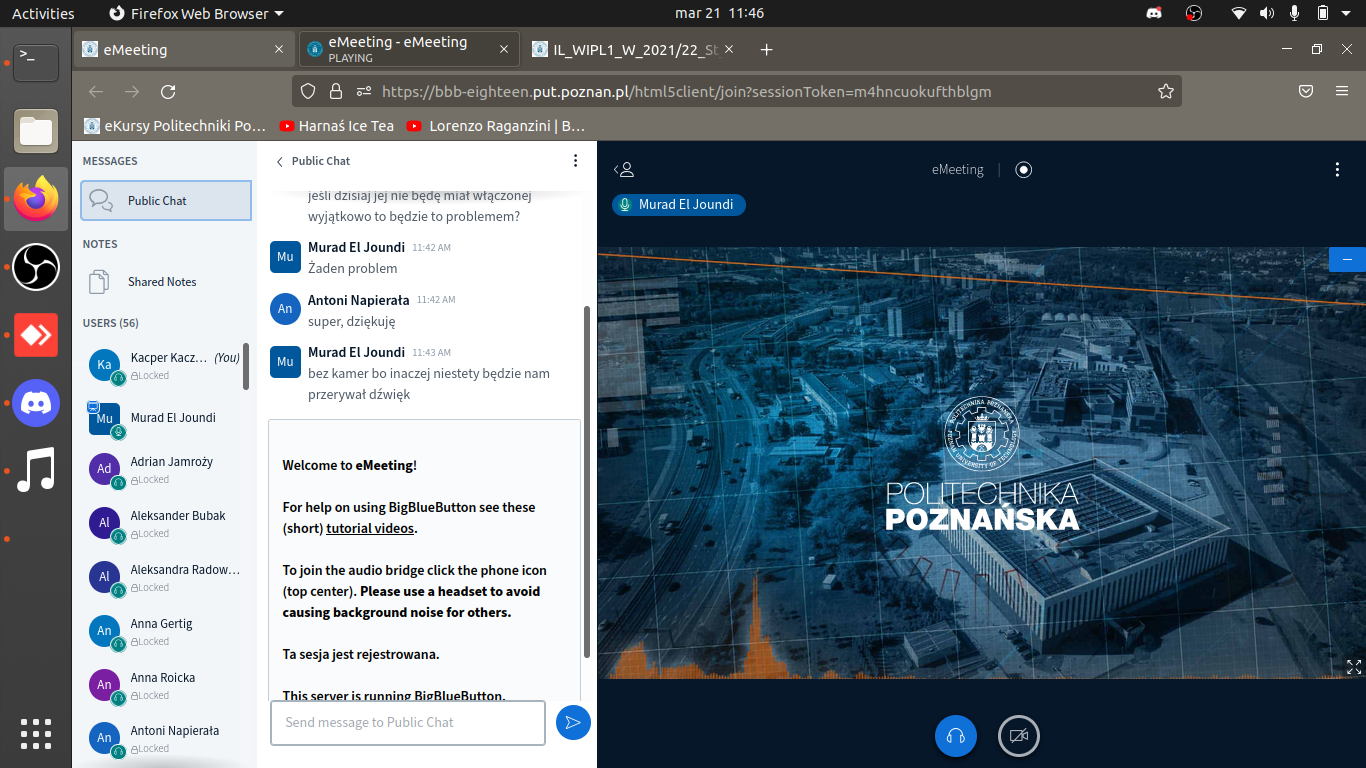 Activities
Firefox Web Browser
mar 21 11:46
eMeeting
eMeeting - eMeeting
PLAYING
IL_WIPL1_W_2021/22_St
https://bbb-eighteen.put.poznan.pl/html5client/join?sessionToken=m4hncuokufthblgm
eKursy Politechniki Po…
Harnaś Ice Tea
Lorenzo Raganzini | B…
MESSAGES
Public Chat
NOTES
Shared Notes
USERS (56)
Ka
Kacper Kacz… (You)
Locked
Mu
Murad El Joundi
Ad
Adrian Jamroży
Locked
Al
Aleksander Bubak
Locked
Al
Aleksandra Radow…
Locked
An
Anna Gertig
Locked
An
Anna Roicka
Locked
An
Antoni Napierała
Locked
Public Chat
jeśli dzisiaj jej nie będę miał włączonej
wyjątkowo to będzie to problemem?
Mu
Murad El Joundi 11:42 AM
Żaden problem
An
Antoni Napierała 11:42 AM
super, dziękuję
Mu
Murad El Joundi 11:43 AM
bez kamer bo inaczej niestety będzie nam
przerywał dźwięk
Welcome to eMeeting!
For help on using BigBlueButton see these
(short) tutorial videos.
To join the audio bridge click the phone icon
(top center). Please use a headset to avoid
causing background noise for others.
Ta sesja jest rejestrowana.
This server is running BigBlueButton.
Send message to Public Chat
eMeeting
Murad El Joundi
POLITECHNIKA POZNAŃSKA
POZNAN UNIVERSITY OF TECHNOLOGY
POLITECHNIKA
POZNAŃSKA